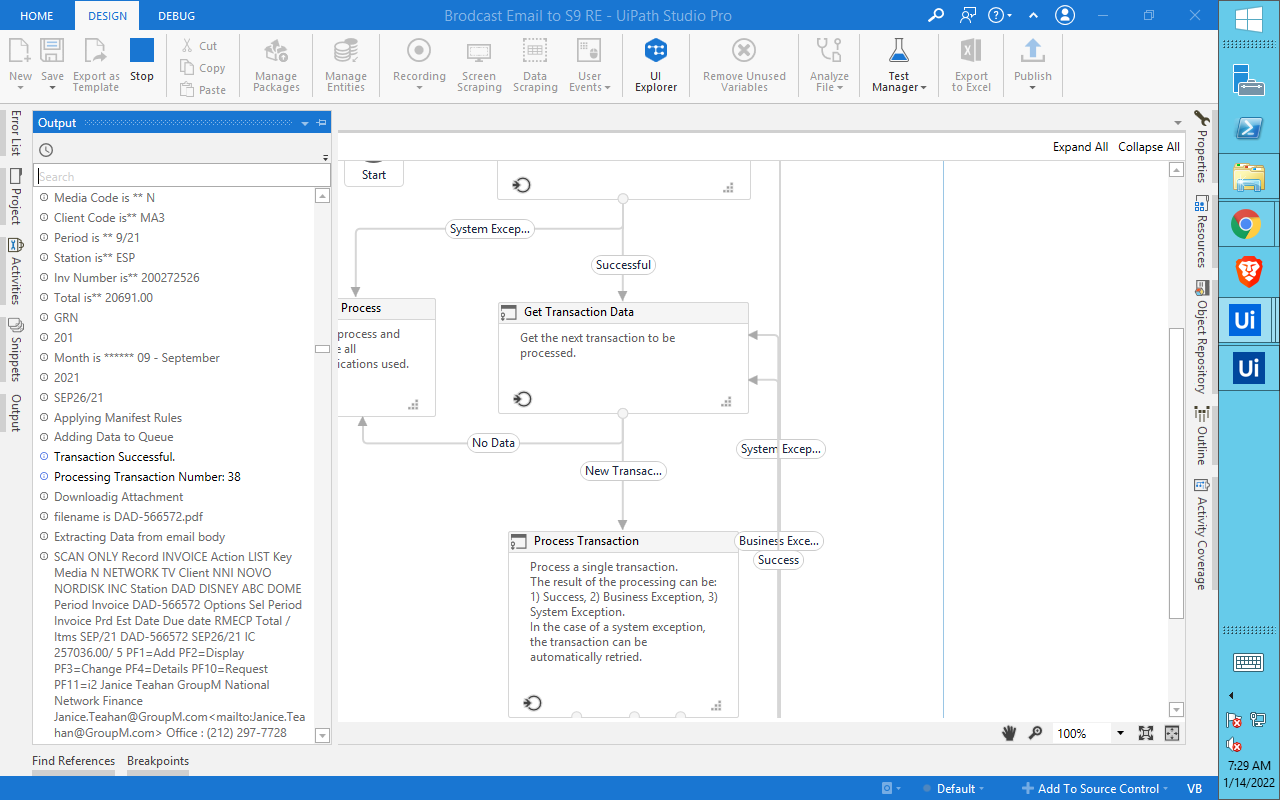 HOME
DESIGN
DEBUG
Brodcast Email to S9 RE - UiPath Studio Pro
New
Save
Export as
Template
Stop
Cut
Copy
Paste
Manage
Packages
Manage
Entities
Recording
Screen
Scraping
Data
Scraping
User
Events
UI
Explorer
Remove Unused
Variables
Analyze
File
Test
Manager
Export
to Excel
Publish
Error List
Project
Activities
Snippets
Output
Output
Search
Media Code is ** N
Client Code is** MA3
Period is ** 9/21
Station is** ESP
Inv Number is** 200272526
Total is** 20691.00
GRN
201
Month is ****** 09 - September
2021
SEP26/21
Applying Manifest Rules
Adding Data to Queue
Transaction Successful.
Processing Transaction Number: 38
Downloadig Attachment
filename is DAD-566572.pdf
Extracting Data from email body
SCAN ONLY Record INVOICE Action LIST Key
Media N NETWORK TV Client NNI NOVO
NORDISK INC Station DAD DISNEY ABC DOME
Period Invoice DAD-566572 Options Sel Period
Invoice Prd Est Date Due date RMECP Total /
Itms SEP/21 DAD-566572 SEP26/21 IC
257036.00/ 5 PF1=Add PF2=Display
PF3=Change PF4=Details PF10=Request
PF11=i2 Janice Teahan GroupM National
Network Finance
Janice.Teahan@GroupM.com<mailto:Janice.Tea
han@GroupM.com> Office : (212) 297-7728
Find References
Breakpoints
Expand All
Collapse All
Start
System Excep...
Successful
Process
process and
e all
ications used.
Get Transaction Data
Get the next transaction to be
processed.
No Data
New Transac...
System Excep...
Process Transaction
Business Exce...
Success
Process a single transaction.
The result of the processing can be:
1) Success, 2) Business Exception, 3)
System Exception.
In the case of a system exception,
the transaction can be
automatically retried.
100%
Properties
Resources
Object Repository
Outline
Activity Coverage
Default
Add To Source Control
VB
Ui
Ui
7:29 AM
1/14/2022